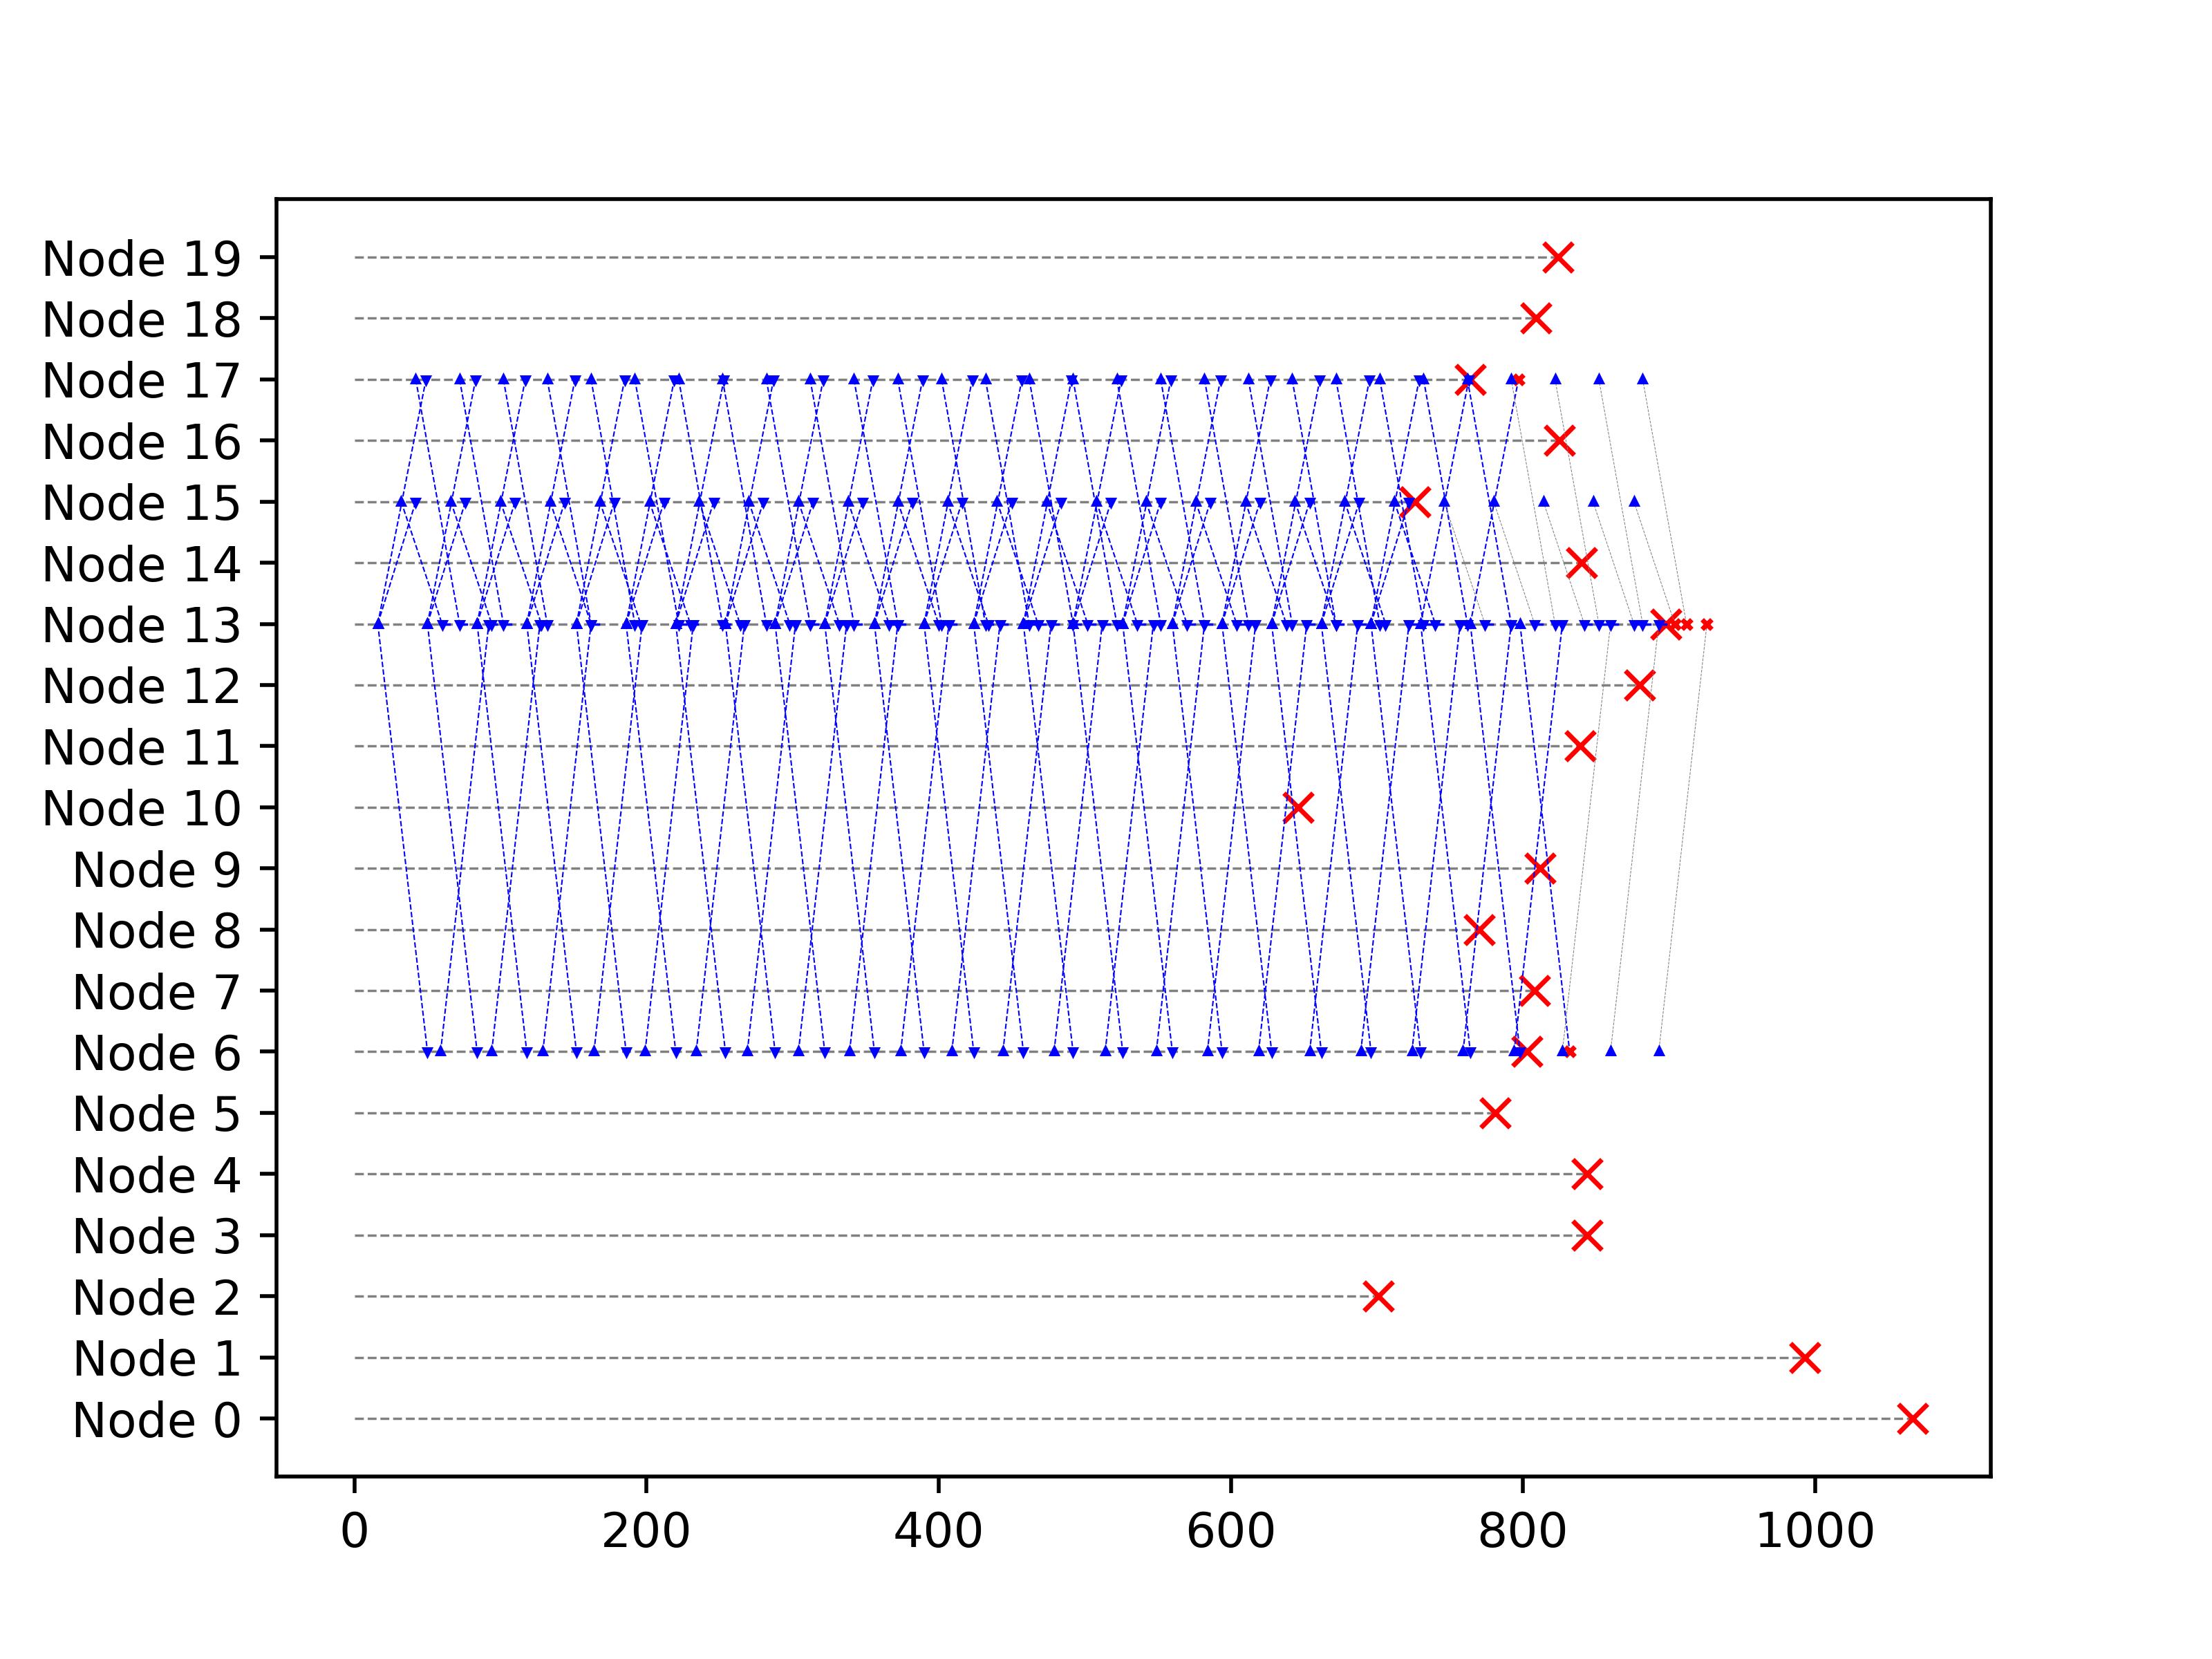 Node 19
Node 18
Node 17
Node 16
Node 15
Node 14
Node 13
Node 12
Node 11
Node 10
Node 9
Node 8
Node 7
Node 6
Node 5
Node 4
Node 3
Node 2
Node 1
Node 0
0 200 400 600 800 1000